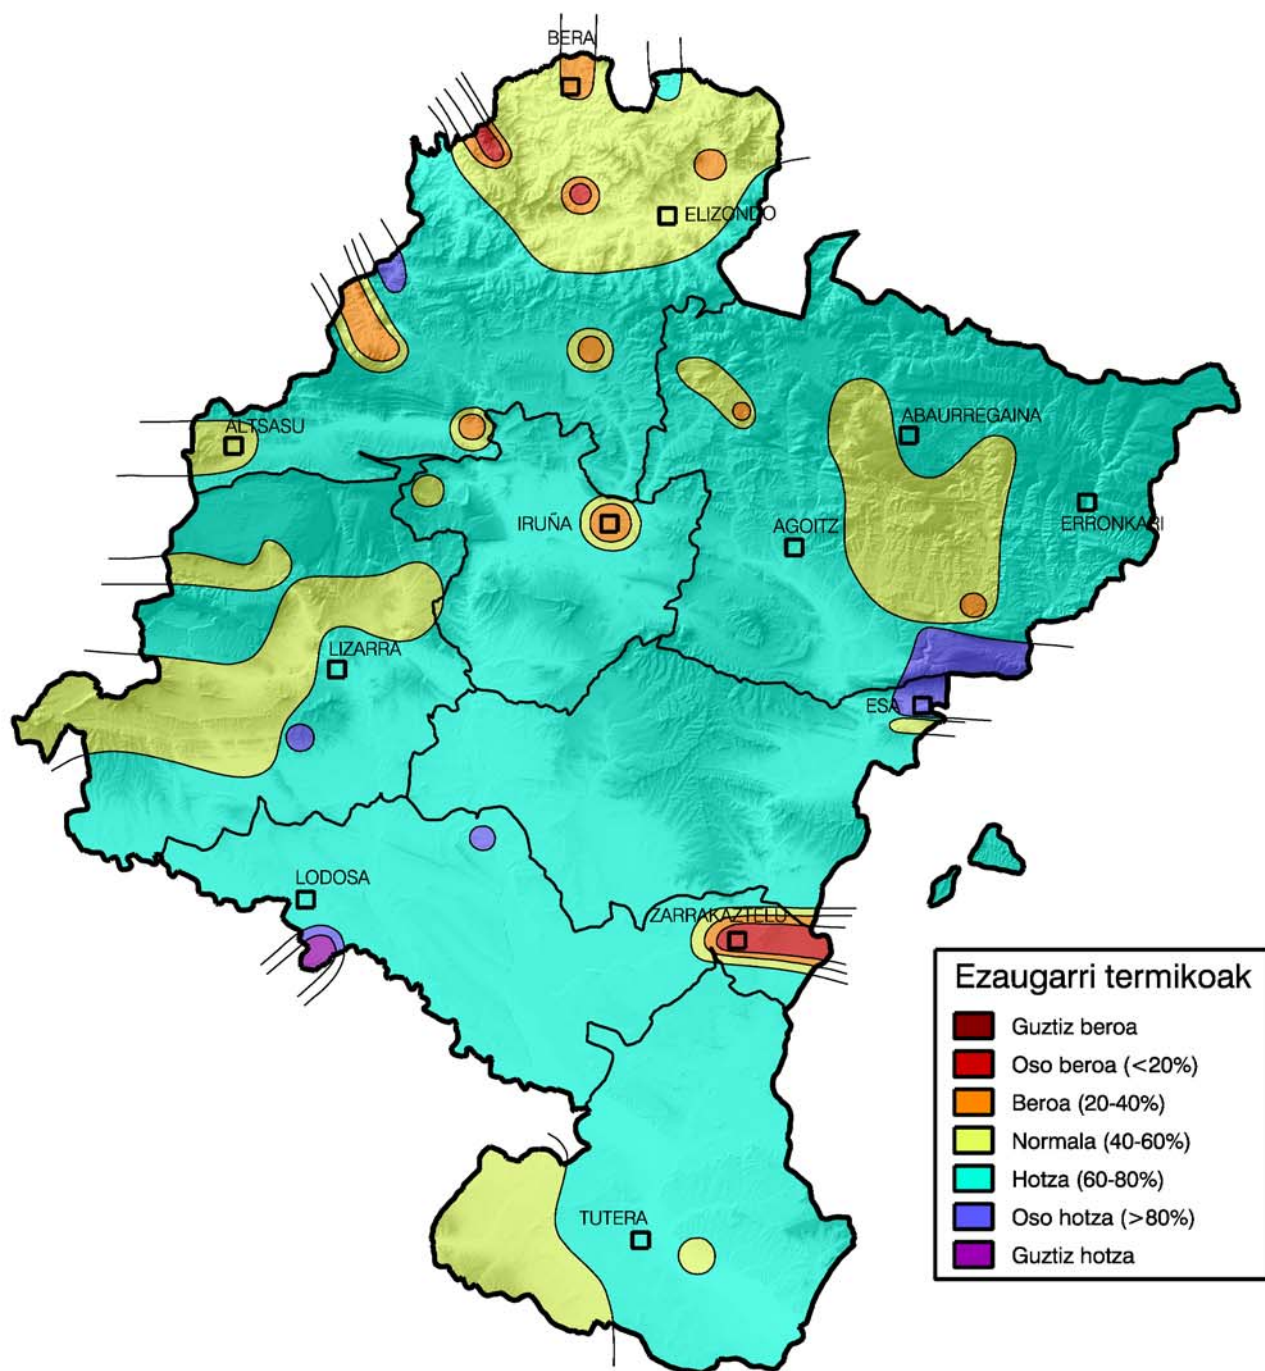 BERA
ELIZONDO
ALTSASU
ABAURREGAINA
IRUÑA
AGOITZ
ERRONKARI
LIZARRA
ESA
LODOSA
ZARRAKAZTELU
TUTERA
Ezaugarri termikoak
Guztiz beroa
Oso beroa (<20%)
Beroa (20-40%)
Normala (40-60%)
Hotza (60-80%)
Oso hotza (>80%)
Guztiz hotza